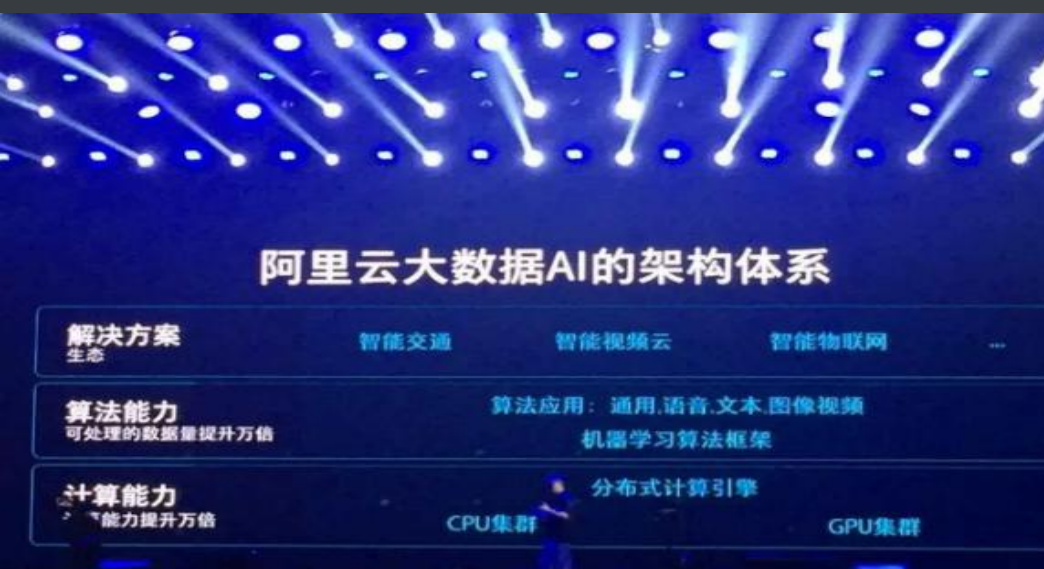 阿里云大数据AI的架构体系
解决方案
生态
智能交通 智能视频云 智能物联网 ...
算法能力
可处理的数据量提升万倍
算法应用：通用,语音,文本,图像视频
机器学习算法框架
计算能力
能力提升万倍
分布式计算引擎
CPU集群 GPU集群